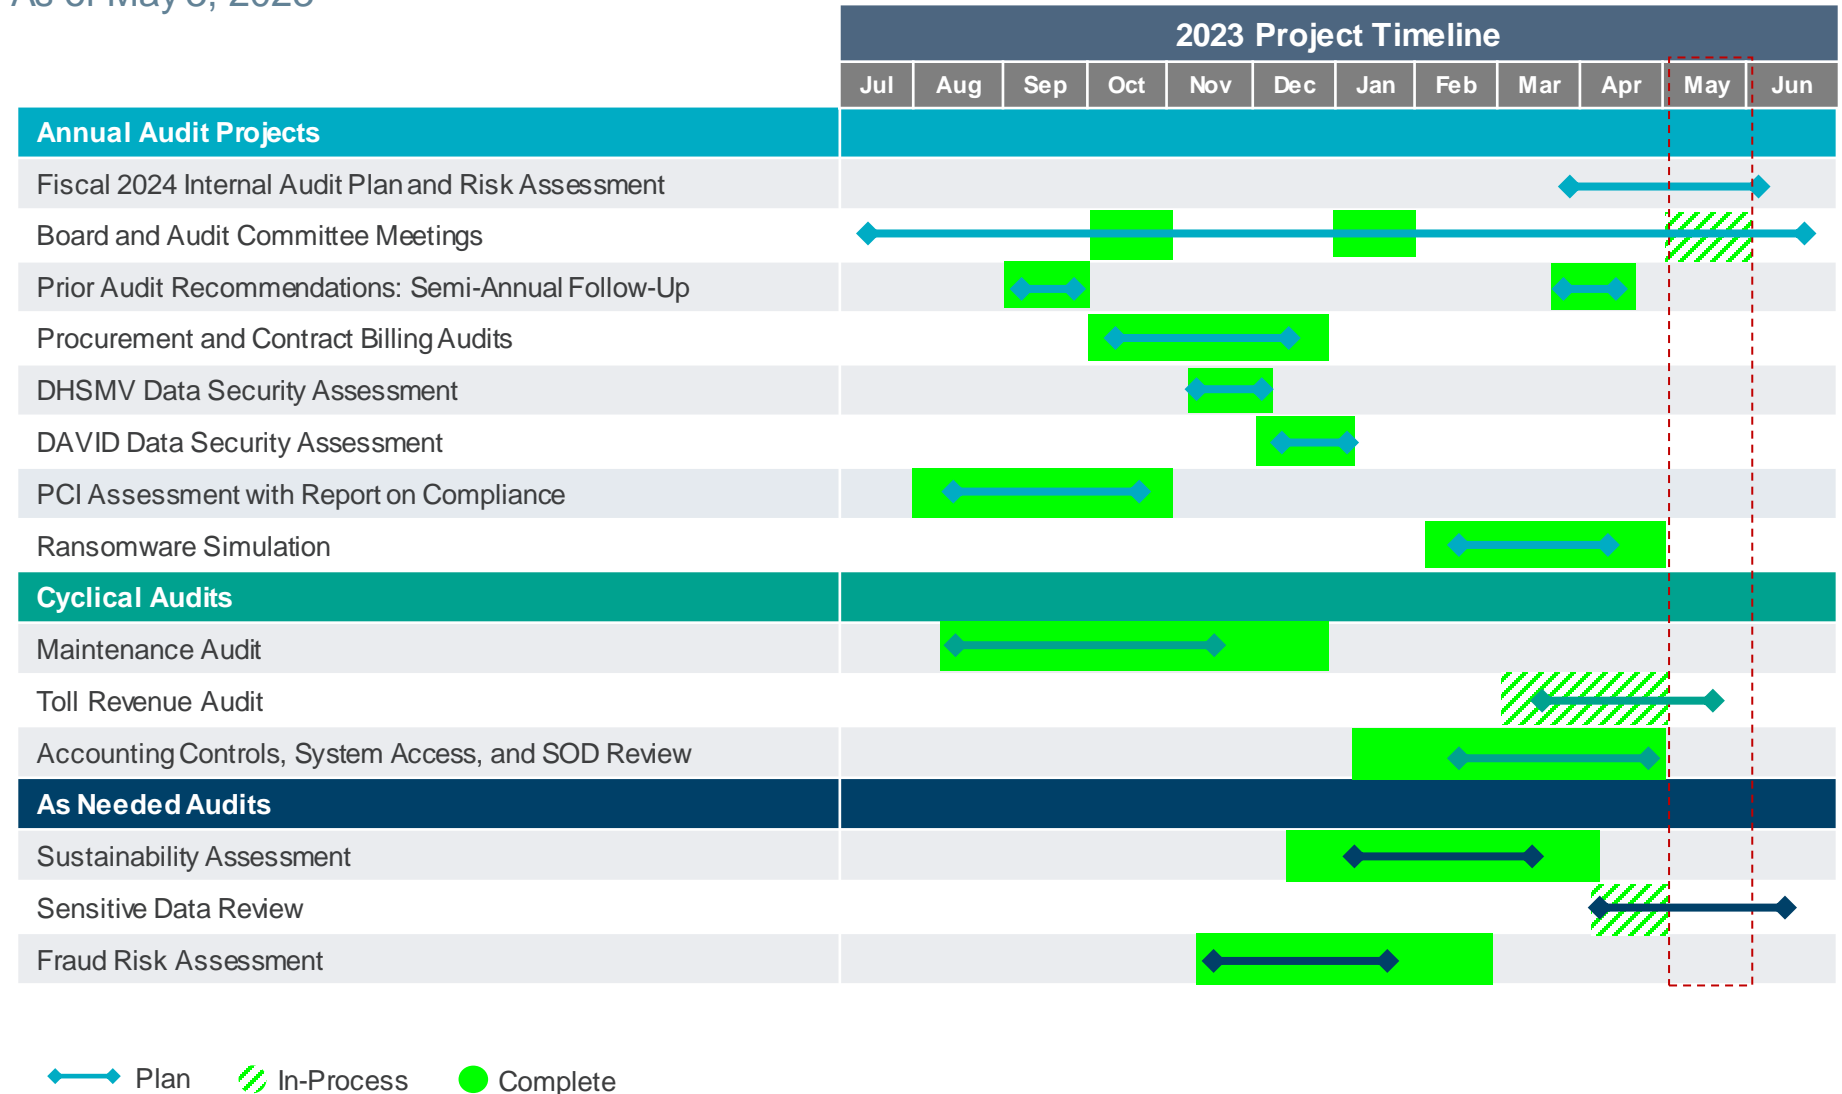 2023 Project Timeline
Jul Aug Sep Oct Nov Dec Jan Feb Mar Apr May Jun
Annual Audit Projects
Fiscal 2024 Internal Audit Plan and Risk Assessment
Board and Audit Committee Meetings
Prior Audit Recommendations: Semi-Annual Follow-Up
Procurement and Contract Billing Audits
DHSMV Data Security Assessment
DAVID Data Security Assessment
PCI Assessment with Report on Compliance
Ransomware Simulation
Cyclical Audits
Maintenance Audit
Toll Revenue Audit
Accounting Controls, System Access, and SOD Review
As Needed Audits
Sustainability Assessment
Sensitive Data Review
Fraud Risk Assessment
Plan In-Process Complete